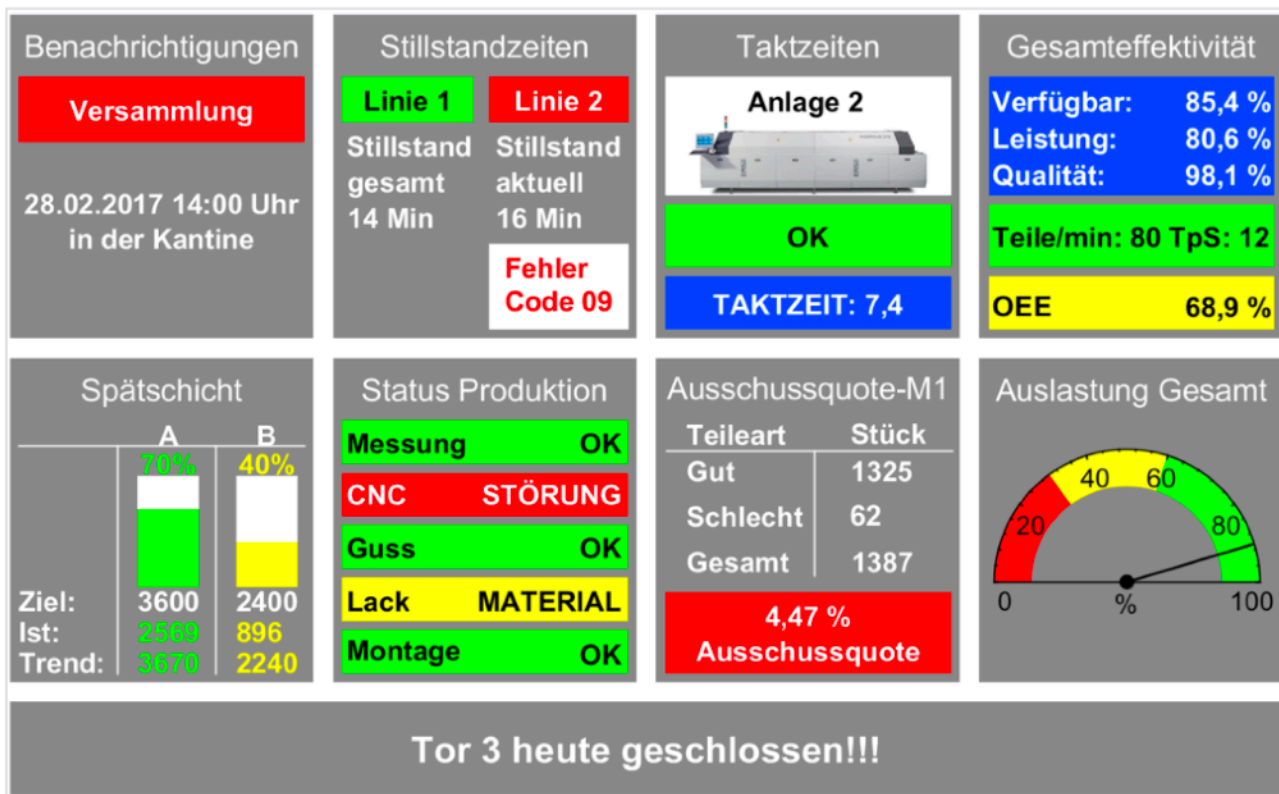 Benachrichtigungen
Versammlung
28.02.2017 14:00 Uhr
in der Kantine
Stillstandzeiten
Linie 1 Linie 2
Stillstand Stillstand
gesamt aktuell
14 Min 16 Min
Fehler
Code 09
Taktzeiten
Anlage 2
OK
TAKTZEIT: 7,4
Gesamteffektivität
Verfügbar: 85,4 %
Leistung: 80,6 %
Qualität: 98,1 %
Teile/min: 80 TpS: 12
OEE 68,9 %
Spätschicht
A B
70% 40%
Ziel: 3600 2400
Ist: 2569 896
Trend: 3670 2240
Status Produktion
Messung OK
CNC STÖRUNG
Guss OK
Lack MATERIAL
Montage OK
Ausschussquote-M1
Teileart Stück
Gut 1325
Schlecht 62
Gesamt 1387
4,47 %
Ausschussquote
Auslastung Gesamt
40 60
20 80
0 % 100
Tor 3 heute geschlossen!!!